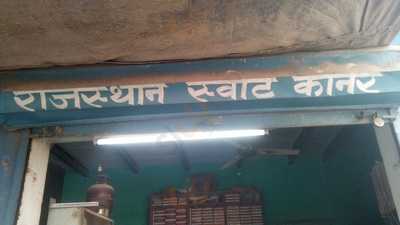 राजस्थान स्वीट कॉर्नर